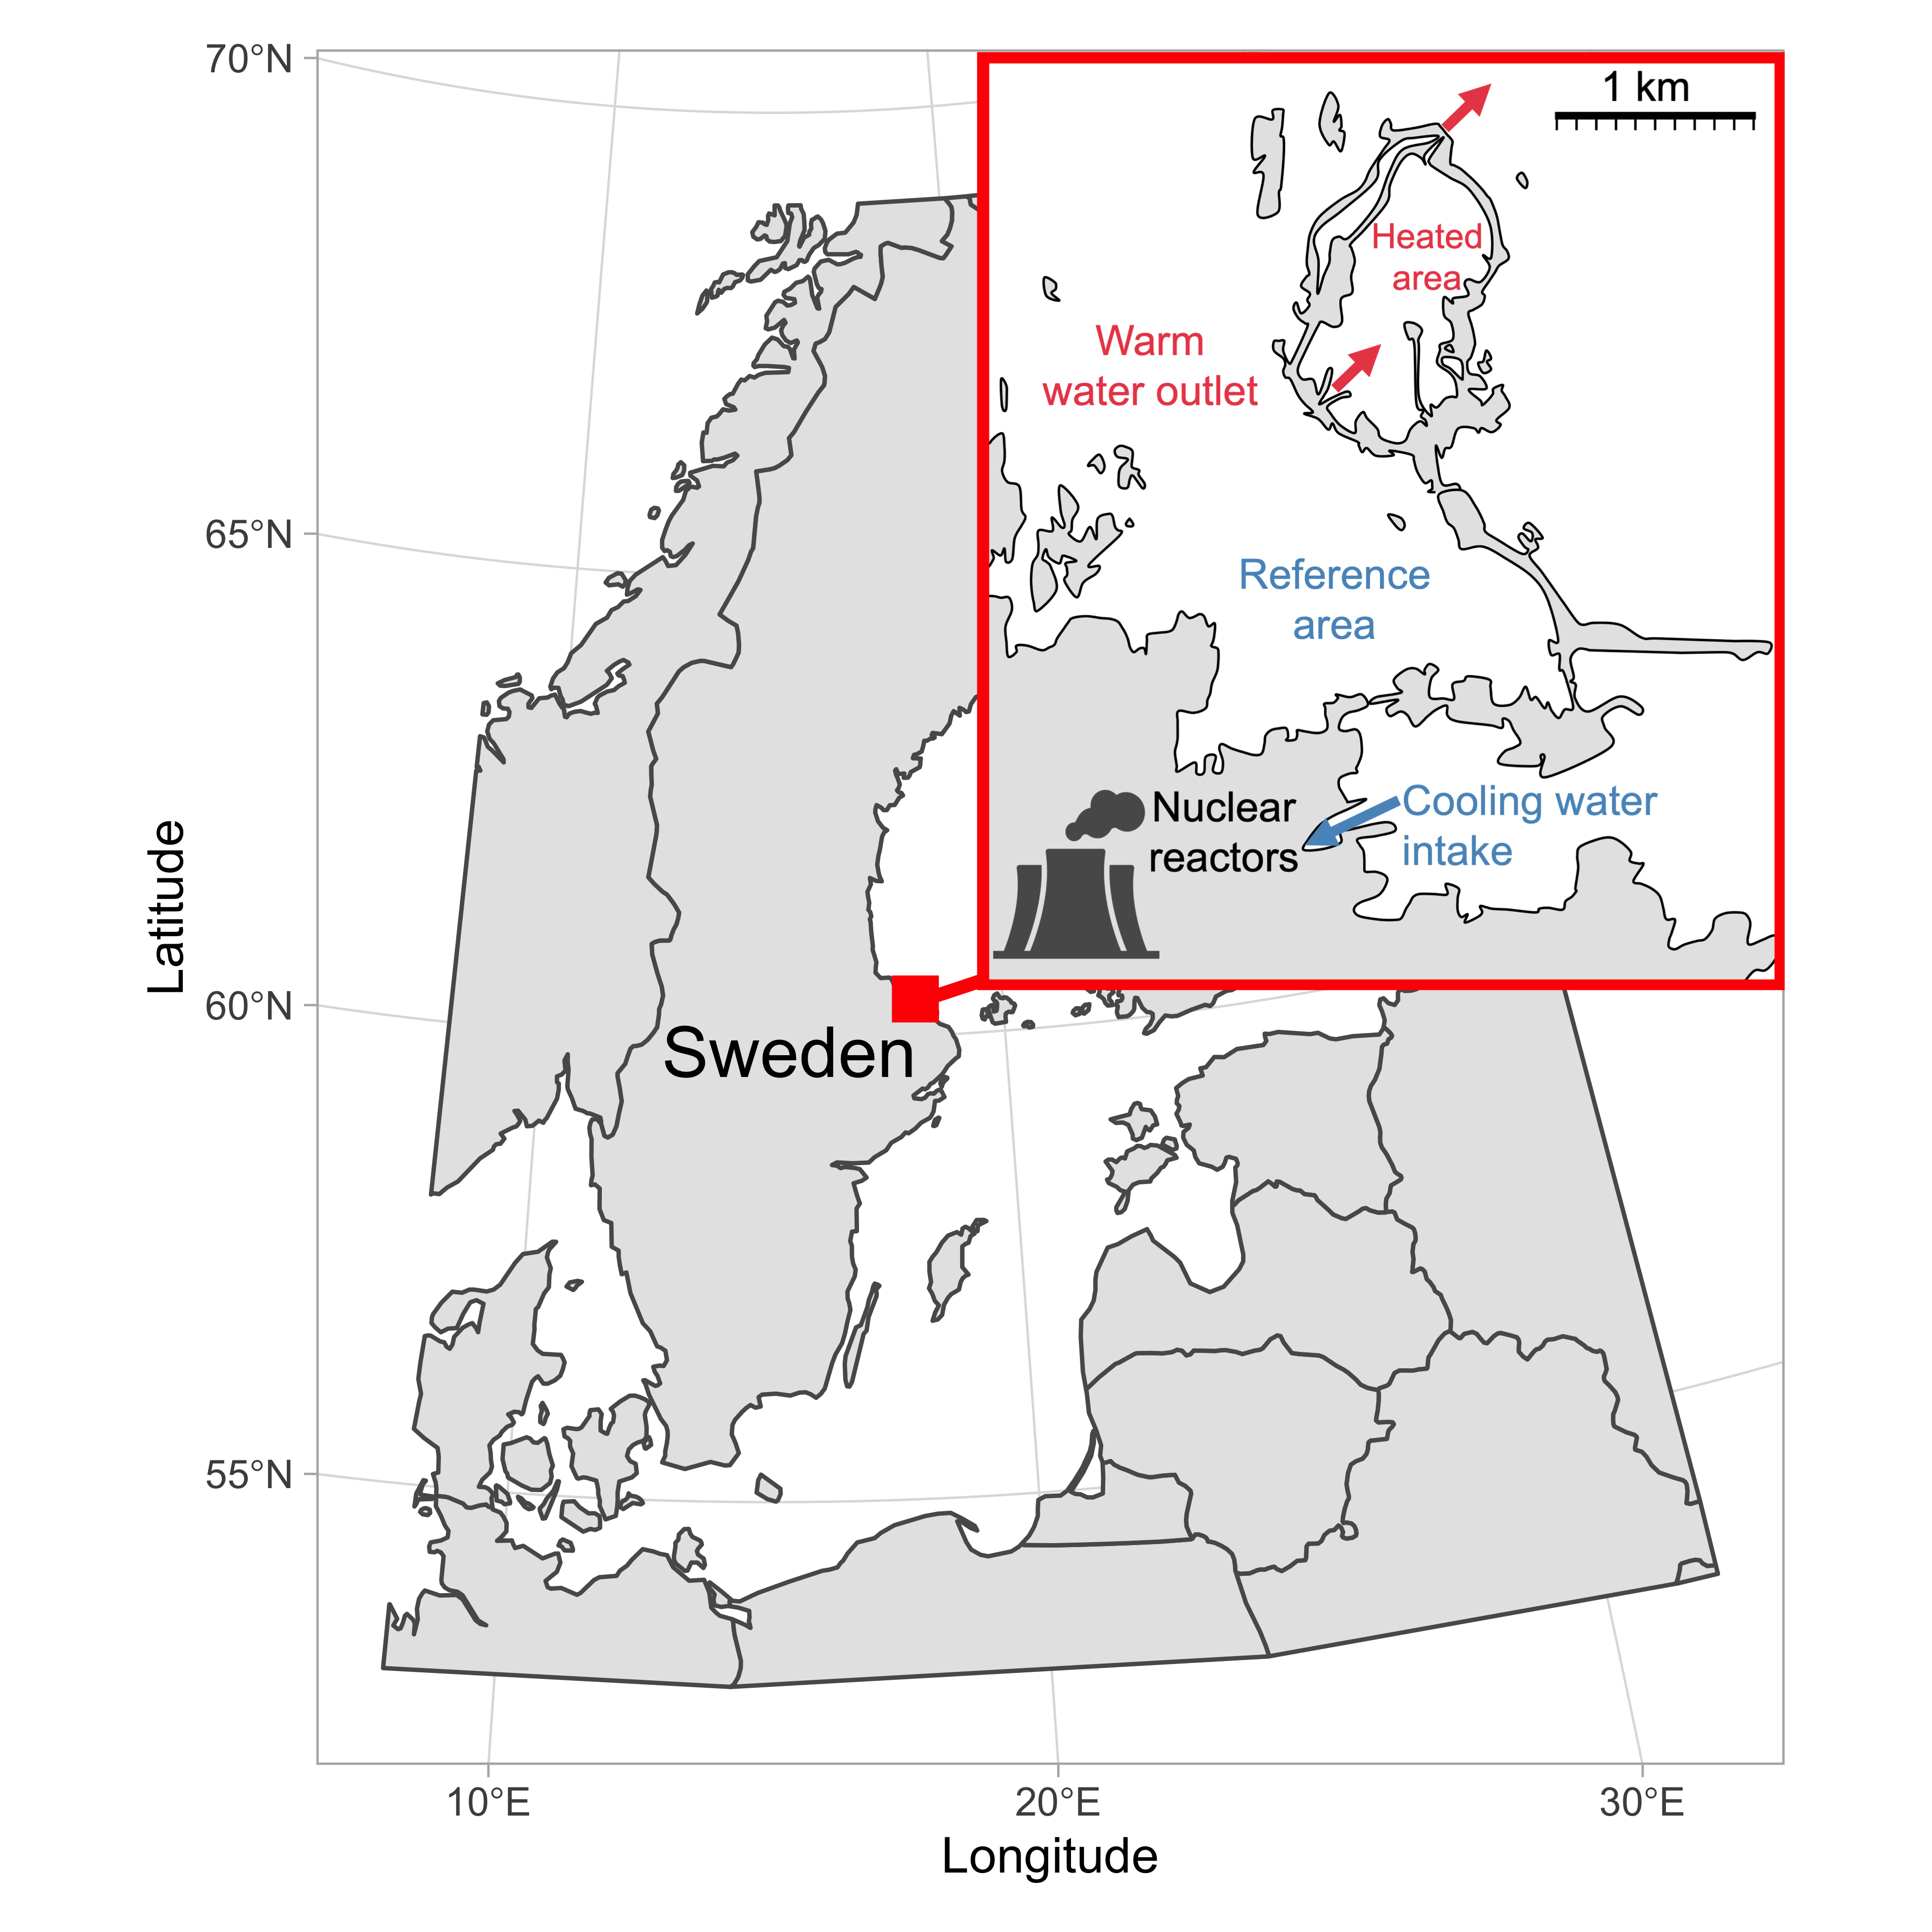 70°N
65°N
60°N
55°N
Latitude
10°E
20°E
30°E
Longitude
Sweden
1 km
Heated
area
Warm
water outlet
Reference
area
Nuclear
reactors
Cooling water
intake